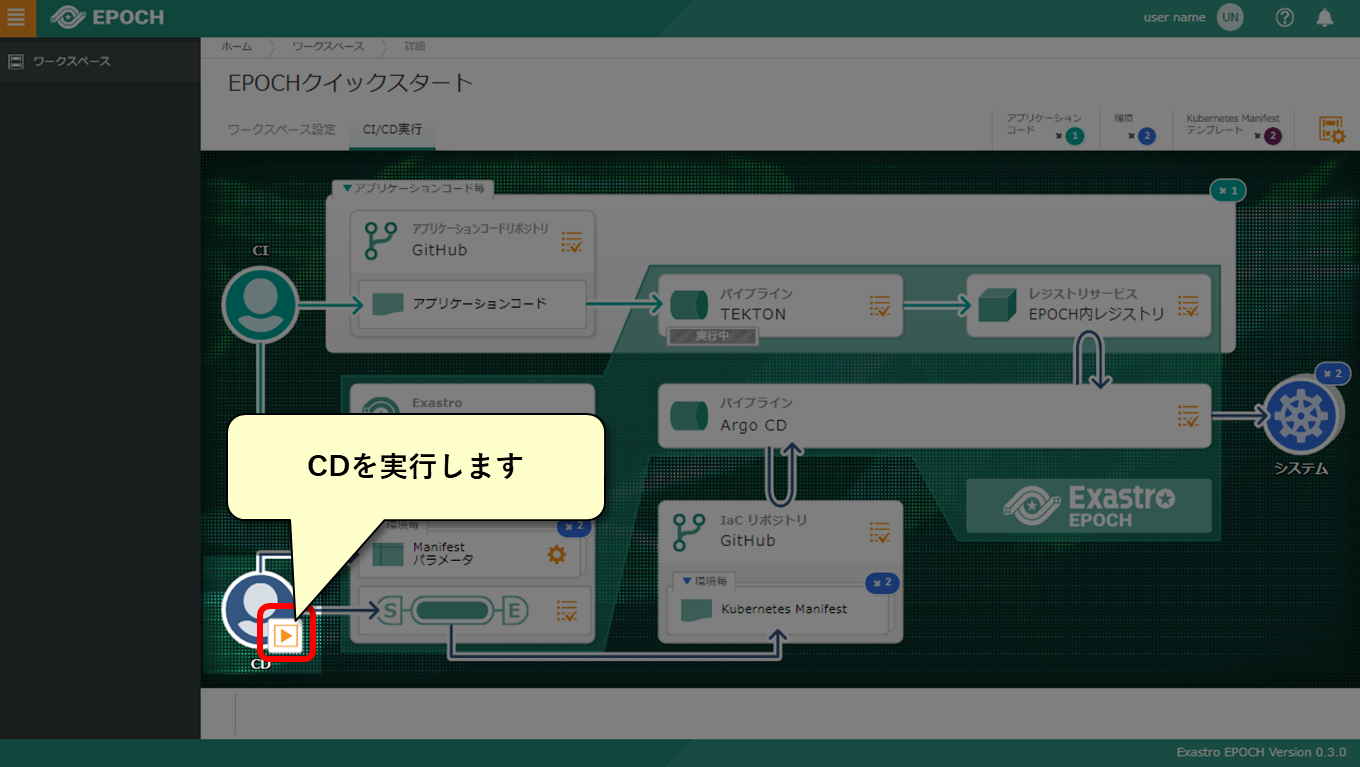 EPOCH
user name
UN
ワークスペース
ホーム
ワークスペース
詳細
EPOCHクイックスタート
ワークスペース設定
CI/CD実行
アプリケーション
コード
× 1
環境
× 2
Kubernetes Manifest
テンプレート
× 2
▼アプリケーションコード毎
× 1
CI
アプリケーションコードリポジトリ
GitHub
アプリケーションコード
パイプライン
TEKTON
実行中
レジストリサービス
EPOCH内レジストリ
Exastro
パイプライン
Argo CD
× 2
システム
CDを実行します
環境毎
× 2
Manifest
パラメータ
S
E
IaC リポジトリ
GitHub
▼環境毎
× 2
Kubernetes Manifest
Exastro
EPOCH
CD
Exastro EPOCH Version 0.3.0